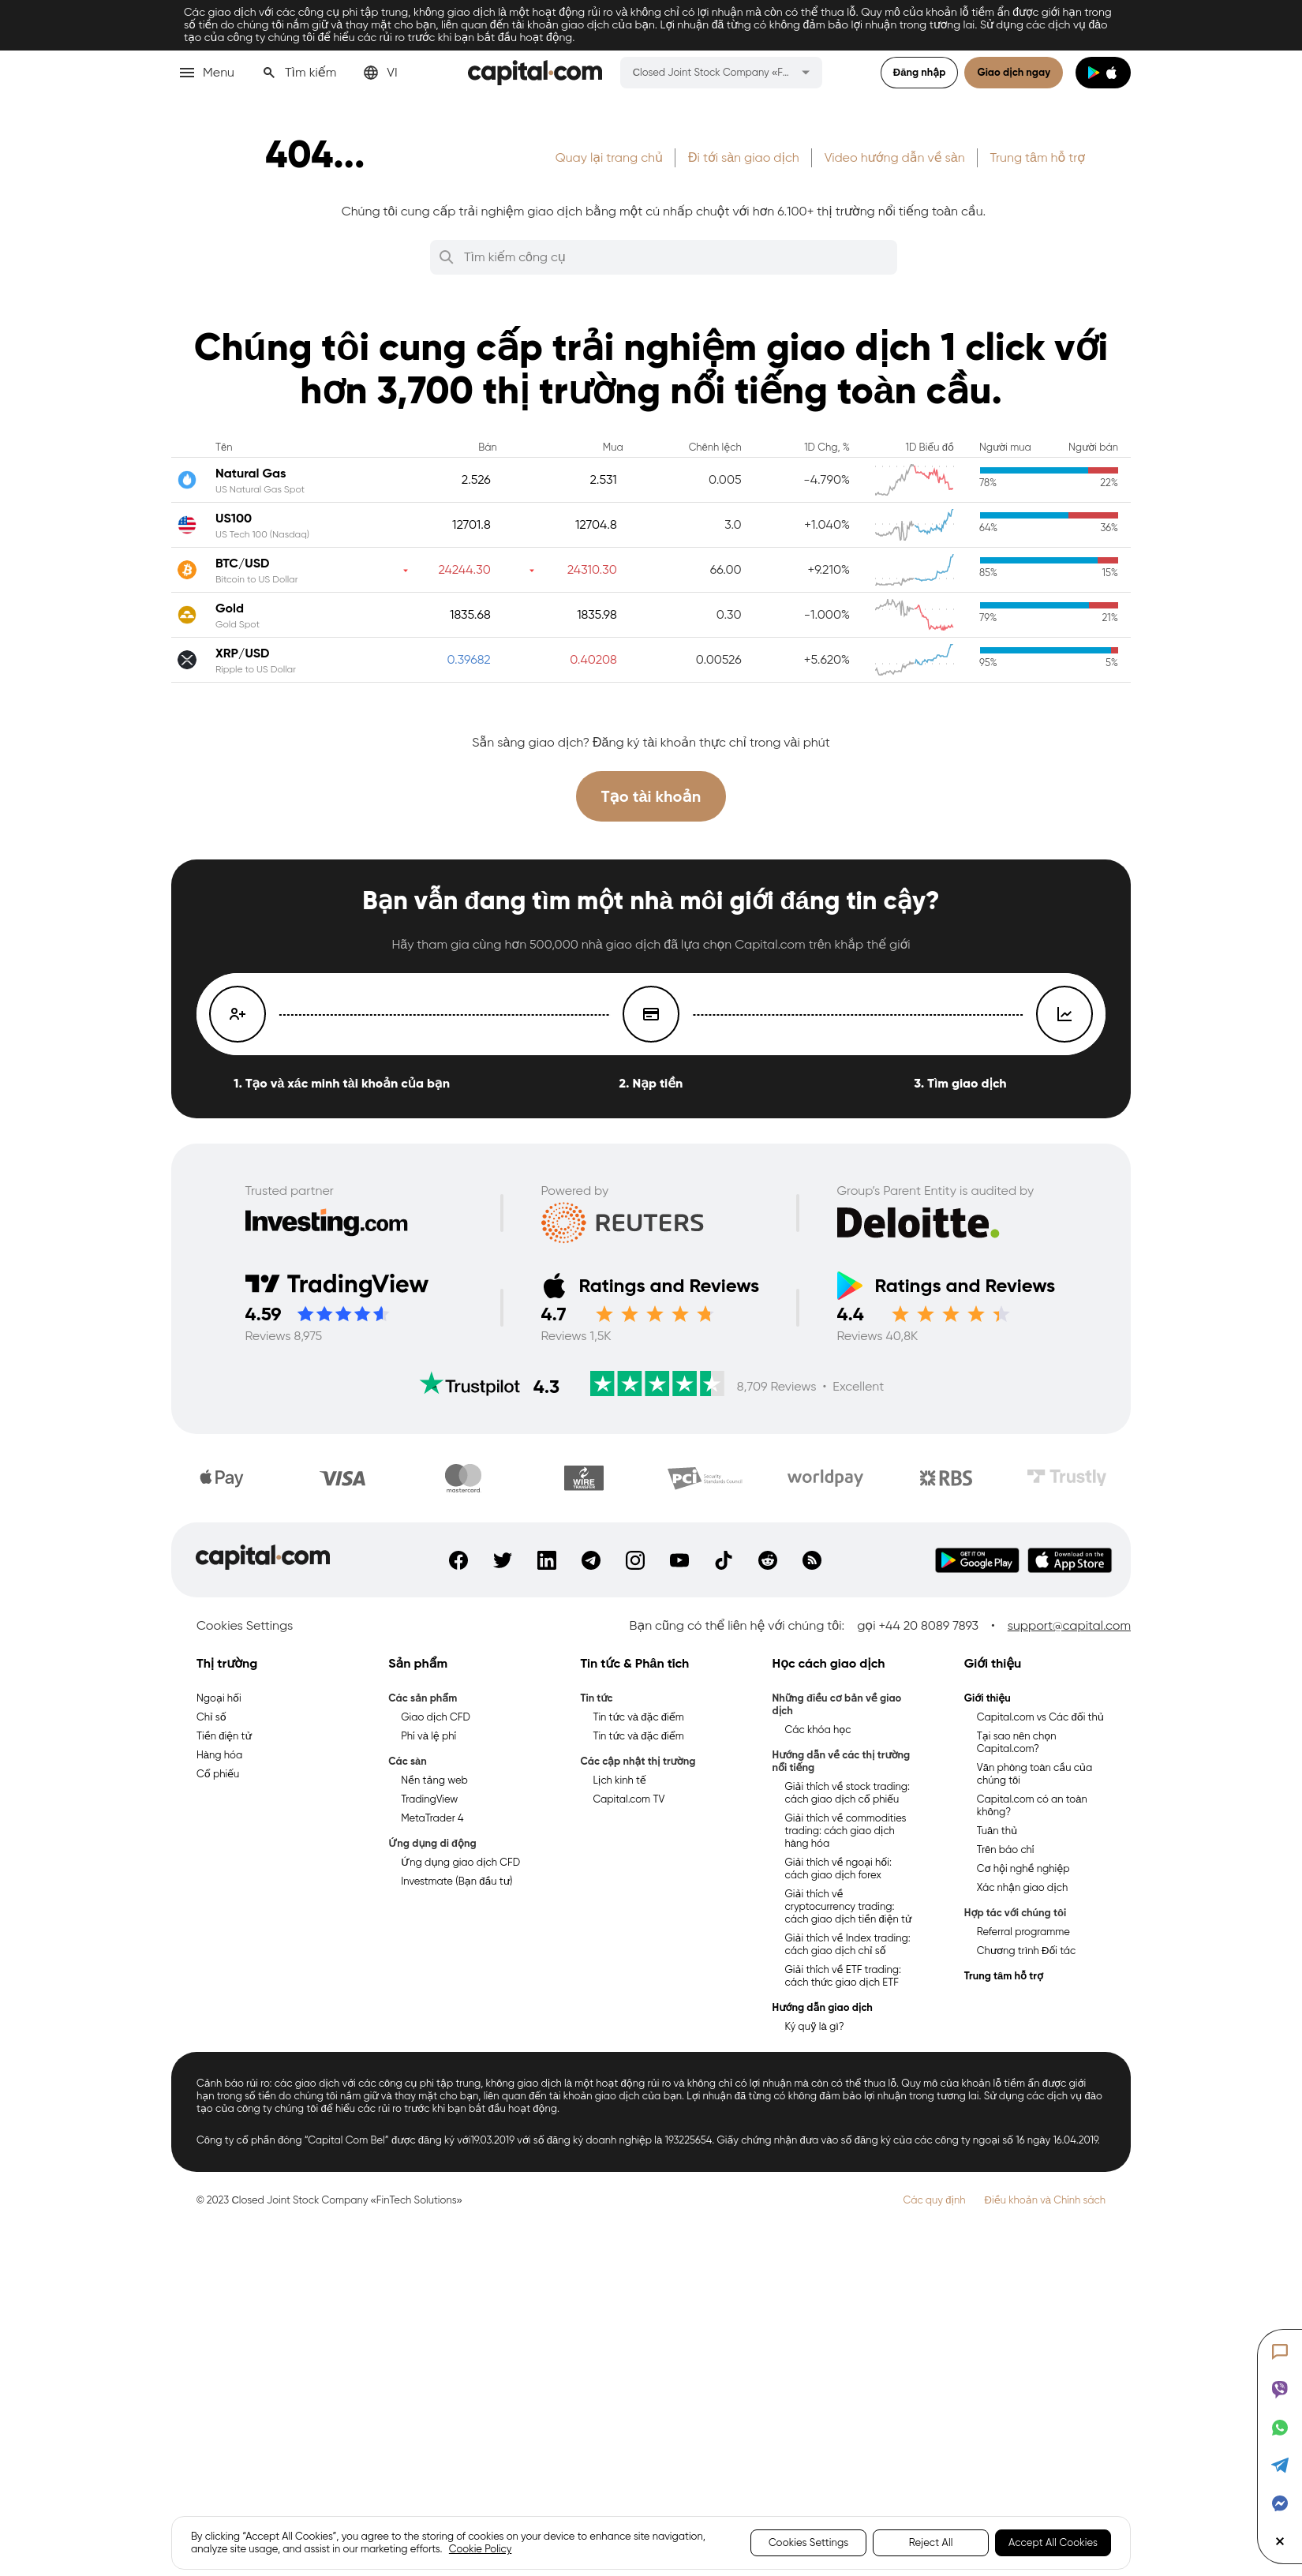 Các giao dịch với các công cụ phi tập trung, không giao dịch là một hoạt động rủi ro và không chỉ có lợi nhuận mà còn có thể thua lỗ. Quy mô của khoản lỗ tiềm ẩn được giới hạn trong
số tiền do chúng tôi nắm giữ và thay mặt cho bạn, liên quan đến tài khoản giao dịch của bạn. Lợi nhuận đã từng có không đảm bảo lợi nhuận trong tương lai. Sử dụng các dịch vụ đào
tạo của công ty chúng tôi để hiểu các rủi ro trước khi bạn bắt đầu hoạt động.
Menu Tìm kiếm VI capital.com Closed Joint Stock Company «F... Đăng nhập Giao dịch ngay
404...
Quay lại trang chủ Đi tới sàn giao dịch Video hướng dẫn về sàn Trung tâm hỗ trợ
Chúng tôi cung cấp trải nghiệm giao dịch bằng một cú nhấp chuột với hơn 6.100+ thị trường nổi tiếng toàn cầu.
Tìm kiếm công cụ
Chúng tôi cung cấp trải nghiệm giao dịch 1 click với
hơn 3,700 thị trường nổi tiếng toàn cầu.
Tên Bán Mua Chênh lệch 1D Chg, % 1D Biểu đồ Người mua Người bán
Natural Gas 2.526 2.531 0.005 -4.790% 78% 22%
US Natural Gas Spot
US100 12701.8 12704.8 3.0 +1.040% 64% 36%
US Tech 100 (Nasdaq)
BTC/USD 24244.30 24310.30 66.00 +9.210% 85% 15%
Bitcoin to US Dollar
Gold 1835.68 1835.98 0.30 -1.000% 79% 21%
Gold Spot
XRP/USD 0.39682 0.40208 0.00526 +5.620% 95% 5%
Ripple to US Dollar
Sẵn sàng giao dịch? Đăng ký tài khoản thực chỉ trong vài phút
Tạo tài khoản
Bạn vẫn đang tìm một nhà môi giới đáng tin cậy?
Hãy tham gia cùng hơn 500,000 nhà giao dịch đã lựa chọn Capital.com trên khắp thế giới
1. Tạo và xác minh tài khoản của bạn 2. Nạp tiền 3. Tìm giao dịch
Trusted partner Powered by Group's Parent Entity is audited by
Investing.com REUTERS Deloitte.
TradingView Ratings and Reviews Ratings and Reviews
4.59 4.7 4.4
Reviews 8,975 Reviews 1,5K Reviews 40,8K
Trustpilot 4.3 8,709 Reviews • Excellent
Pay VISA mastercard WIRE TRANSFER PCI Security Standards Council worldpay RBS Trustly
capital.com GET IT ON Google Play Download on the App Store
Cookies Settings Bạn cũng có thể liên hệ với chúng tôi: gọi +44 20 8089 7893 • support@capital.com
Thị trường
Ngoại hối
Chỉ số
Tiền điện tử
Hàng hóa
Cổ phiếu
Sản phẩm
Các sản phẩm
Giao dịch CFD
Phí và lệ phí
Các sàn
Nền tảng web
TradingView
MetaTrader 4
Ứng dụng di động
Ứng dụng giao dịch CFD
Investmate (Bạn đầu tư)
Tin tức & Phân tích
Tin tức
Tin tức và đặc điểm
Tin tức và đặc điểm
Các cập nhật thị trường
Lịch kinh tế
Capital.com TV
Học cách giao dịch
Những điều cơ bản về giao
dịch
Các khóa học
Hướng dẫn về các thị trường
nổi tiếng
Giải thích về stock trading:
cách giao dịch cổ phiếu
Giải thích về commodities
trading: cách giao dịch
hàng hóa
Giải thích về ngoại hối:
cách giao dịch forex
Giải thích về
cryptocurrency trading:
cách giao dịch tiền điện tử
Giải thích về Index trading:
cách giao dịch chỉ số
Giải thích về ETF trading:
cách thức giao dịch ETF
Hướng dẫn giao dịch
Ký quỹ là gì?
Giới thiệu
Giới thiệu
Capital.com vs Các đối thủ
Tại sao nên chọn
Capital.com?
Văn phòng toàn cầu của
chúng tôi
Capital.com có an toàn
không?
Tuân thủ
Trên báo chí
Cơ hội nghề nghiệp
Xác nhận giao dịch
Hợp tác với chúng tôi
Referral programme
Chương trình Đối tác
Trung tâm hỗ trợ
Cảnh báo rủi ro: các giao dịch với các công cụ phi tập trung, không giao dịch là một hoạt động rủi ro và không chỉ có lợi nhuận mà còn có thể thua lỗ. Quy mô của khoản lỗ tiềm ẩn được giới
hạn trong số tiền do chúng tôi nắm giữ và thay mặt cho bạn, liên quan đến tài khoản giao dịch của bạn. Lợi nhuận đã từng có không đảm bảo lợi nhuận trong tương lai. Sử dụng các dịch vụ đào
tạo của công ty chúng tôi để hiểu các rủi ro trước khi bạn bắt đầu hoạt động.
Công ty cổ phần đóng “Capital Com Bel” được đăng ký với19.03.2019 với số đăng ký doanh nghiệp là 193225654. Giấy chứng nhận đưa vào sổ đăng ký của các công ty ngoại số 16 ngày 16.04.2019.
© 2023 Closed Joint Stock Company «FinTech Solutions» Các quy định Điều khoản và Chính sách
By clicking “Accept All Cookies”, you agree to the storing of cookies on your device to enhance site navigation,
analyze site usage, and assist in our marketing efforts. Cookie Policy
Cookies Settings Reject All Accept All Cookies